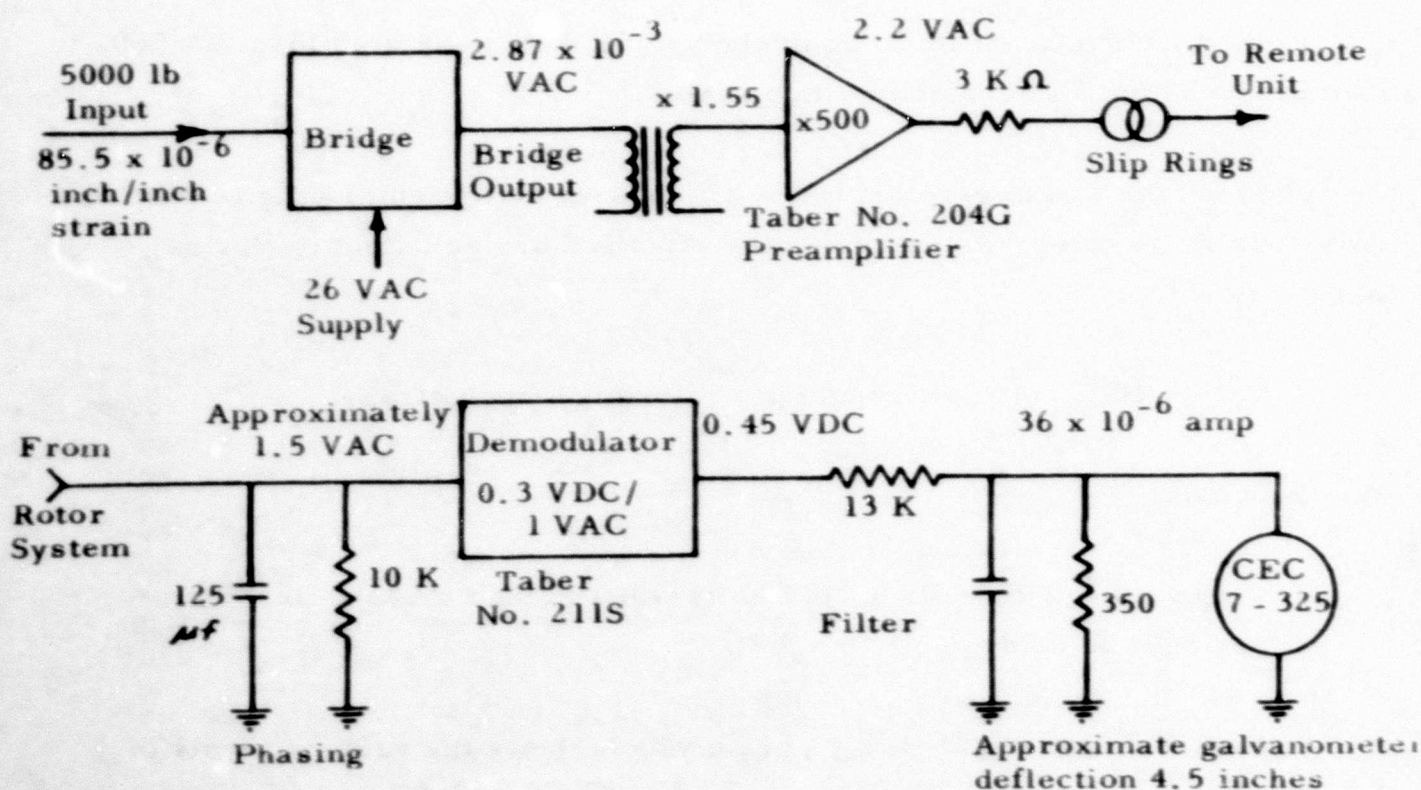 5000 lb
Input
85.5 x 10^-6
inch/inch
strain
Bridge
26 VAC
Supply
2.87 x 10^-3
VAC
Bridge
Output
x 1.55
2.2 VAC
x500
Taber No. 204G
Preamplifier
3 K Ω
Slip Rings
To Remote
Unit
From
Rotor
System
Approximately
1.5 VAC
125
μf
10 K
Phasing
Demodulator
0.3 VDC/
1 VAC
Taber
No. 211S
0.45 VDC
13 K
Filter
36 x 10^-6 amp
350
CEC
7 - 325
Approximate galvanometer
deflection 4.5 inches